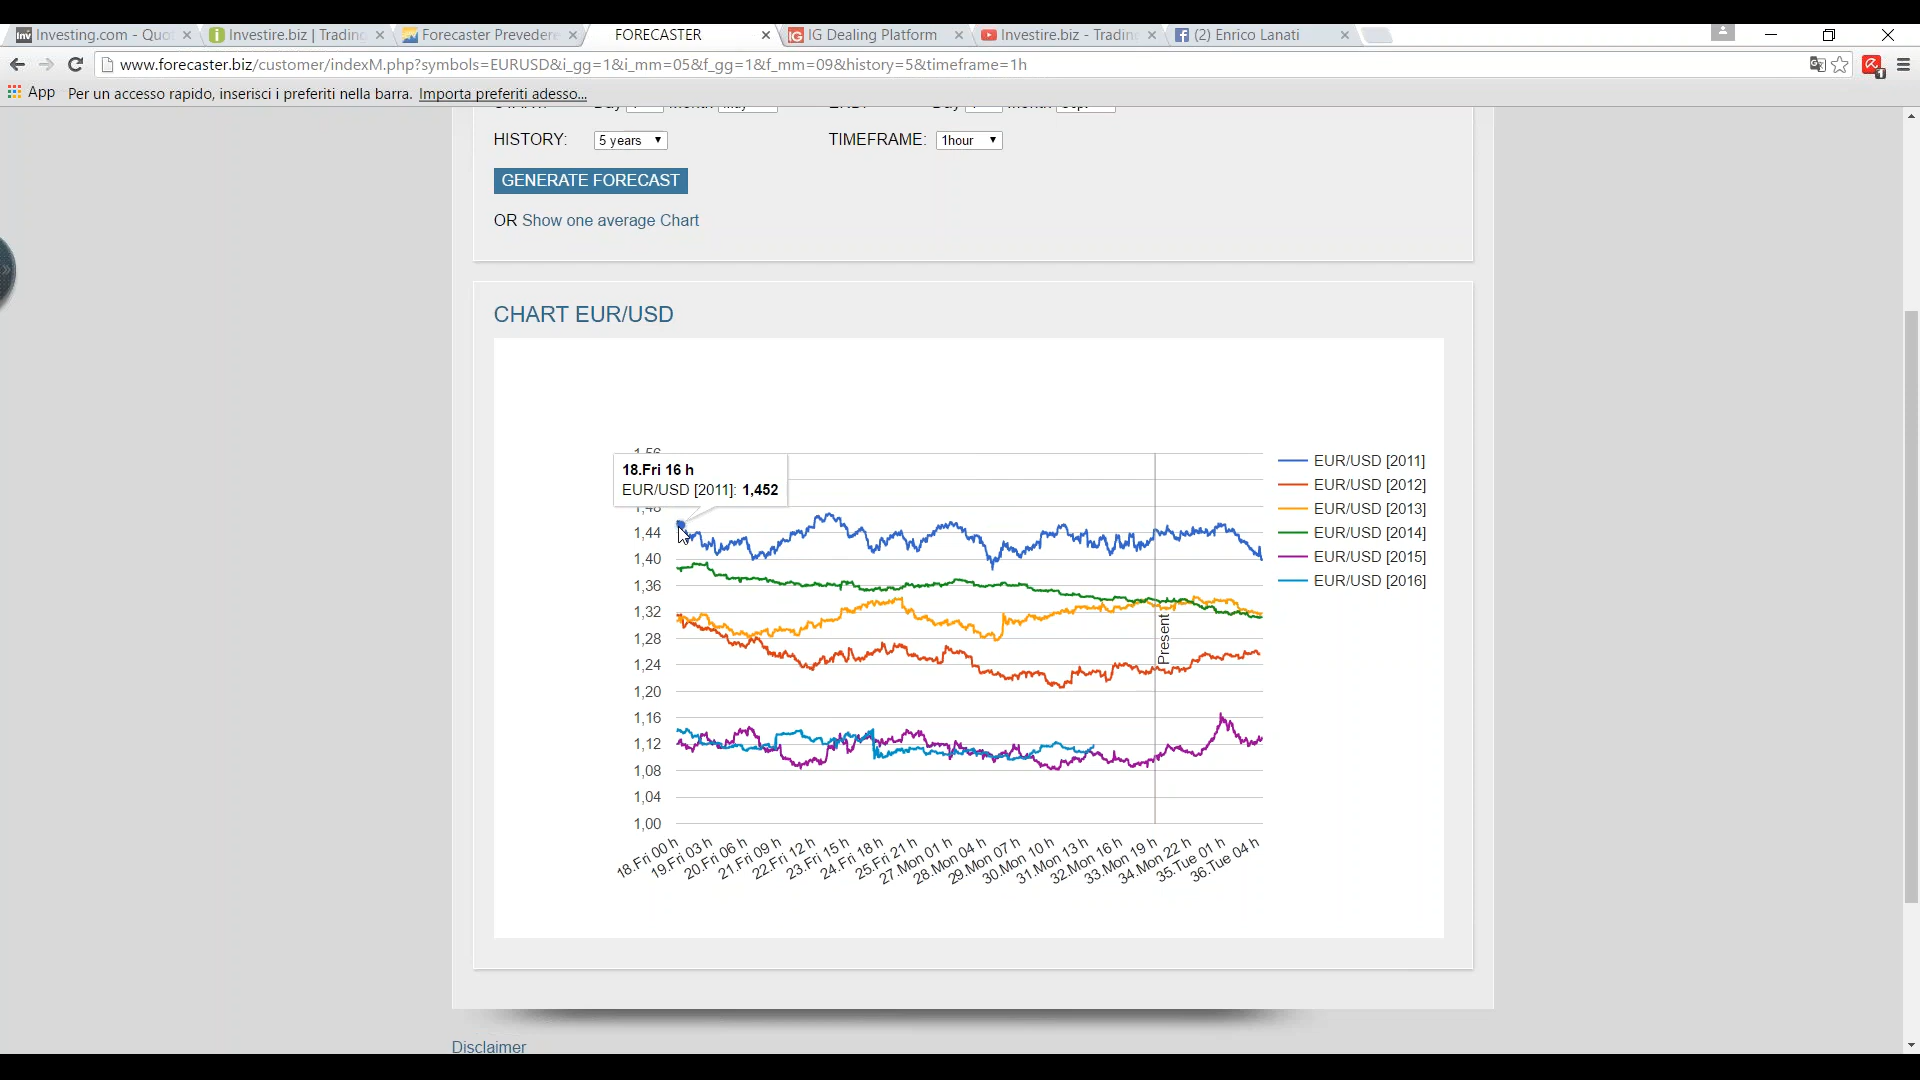 Investing.com - Quo
Investire.biz | Trading
Forecaster Prevedere
FORECASTER
IG Dealing Platform
Investire.biz - Trading
(2) Enrico Lanati
www.forecaster.biz/customer/indexM.php?symbols=EURUSD&i_gg=1&i_mm=05&f_gg=1&f_mm=09&history=5&timeframe=1h
App Per un accesso rapido, inserisci i preferiti nella barra. Importa preferiti adesso...
HISTORY: 5 years TIMEFRAME: 1hour
GENERATE FORECAST
OR Show one average Chart
CHART EUR/USD
1,56
18.Fri 16 h
EUR/USD [2011]: 1,452
1,48
1,44
1,40
1,36
1,32
1,28
1,24
1,20
1,16
1,12
1,08
1,04
1,00
Present
EUR/USD [2011]
EUR/USD [2012]
EUR/USD [2013]
EUR/USD [2014]
EUR/USD [2015]
EUR/USD [2016]
18.Fri 00 h
19.Fri 03 h
20.Fri 06 h
21.Fri 09 h
22.Fri 12 h
23.Fri 15 h
24.Fri 18 h
25.Fri 21 h
27.Mon 01 h
28.Mon 04 h
29.Mon 07 h
30.Mon 10 h
31.Mon 13 h
32.Mon 16 h
33.Mon 19 h
34.Mon 22 h
35.Tue 01 h
36.Tue 04 h
Disclaimer